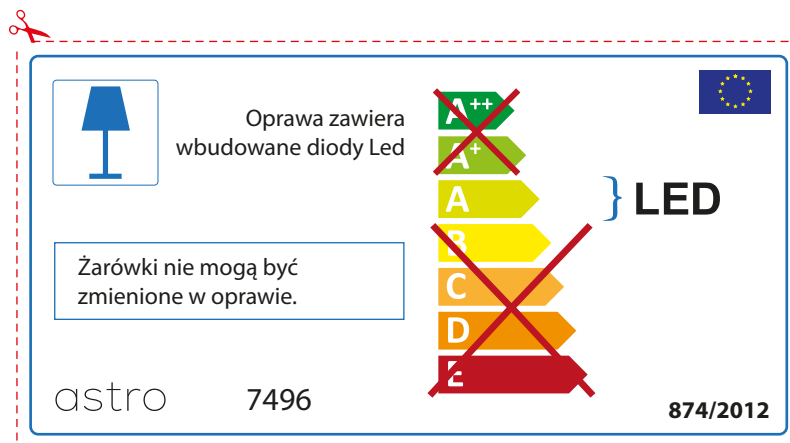 Oprawa zawiera
wbudowane diody Led
A++
A+
A
B
C
D
E
LED
Żarówki nie mogą być
zmienione w oprawie.
astro
7496
874/2012